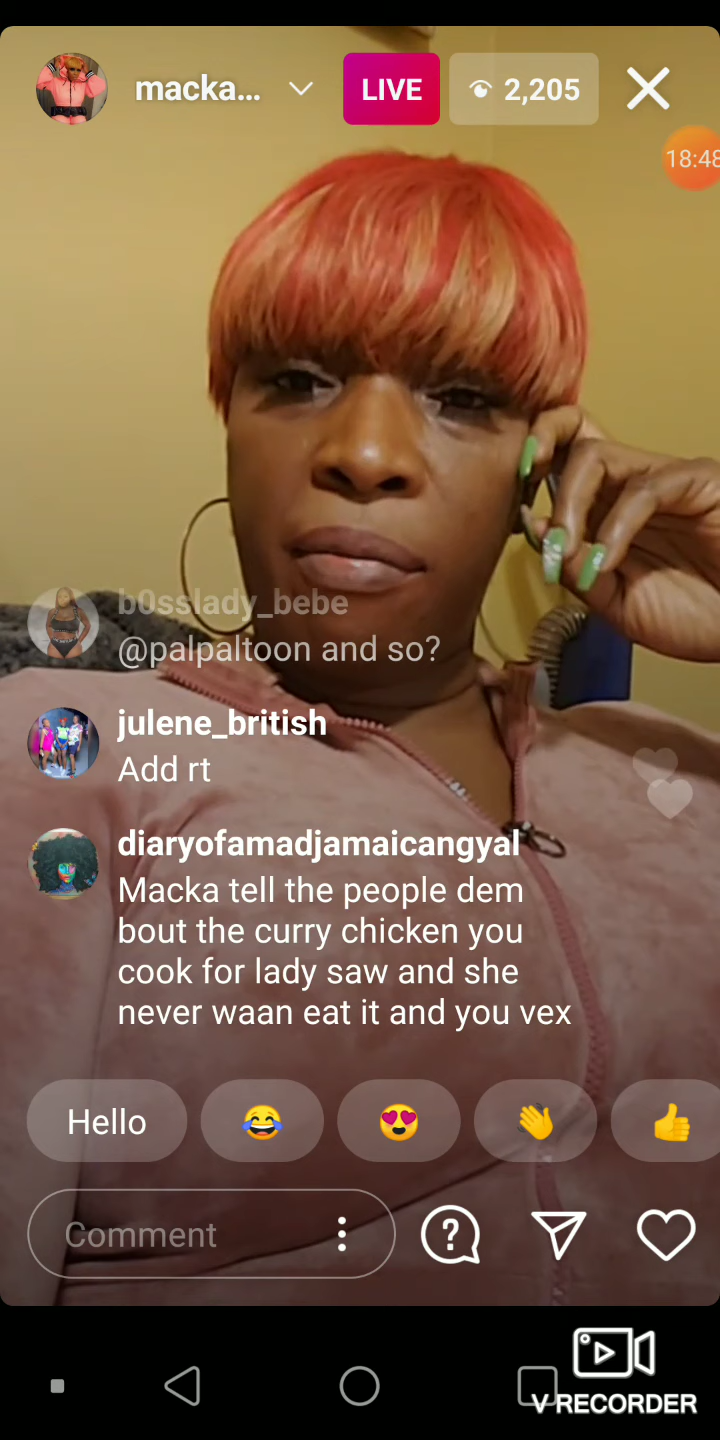 macka...
LIVE
2,205
18:48
b0sslady_bebe
@palpaltoon and so?
julene_british
Add rt
diaryofamadjamaicangyal
Macka tell the people dem
bout the curry chicken you
cook for lady saw and she
never waan eat it and you vex
Hello
Comment
V RECORDER